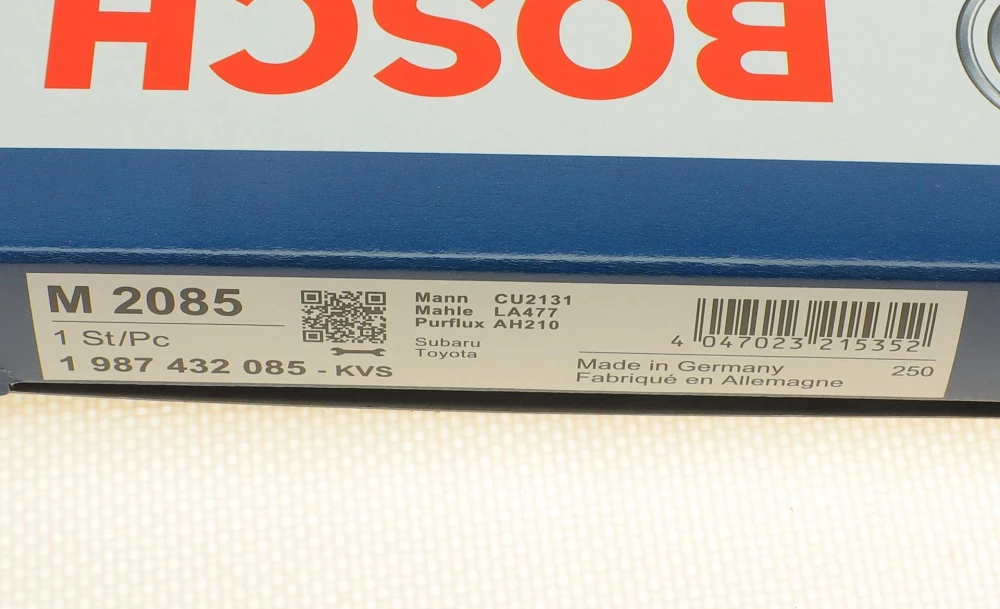 BOSCH
M 2085
1 St/Pc
1 987 432 085 - KVS
Mann CU2131
Mahle LA477
Purflux AH210
Subaru
Toyota
4 047023 215352
Made in Germany
Fabriqué en Allemagne
250